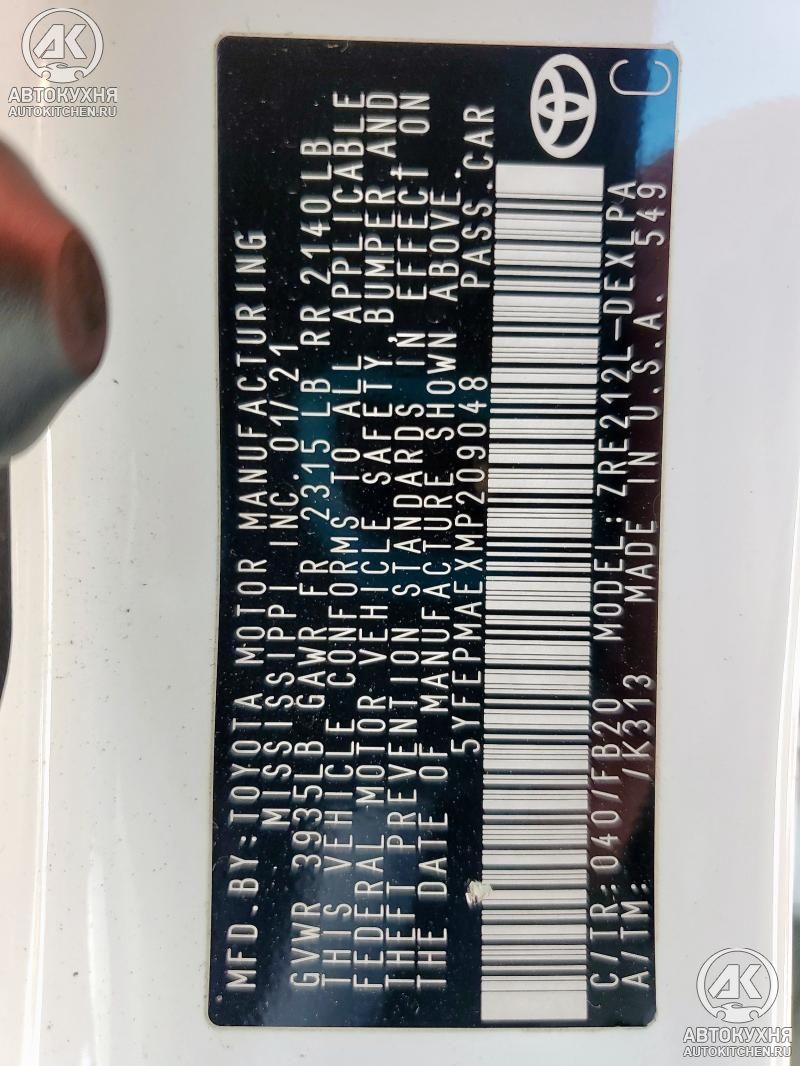 AK
АВТОКУХНЯ
AUTOKITCHEN.RU
MFD.BY:TOYOTA MOTOR MANUFACTURING
MISSISSIPPI INC. 01/21
GVWR 3935LB GAWR FR 2315 LB RR 2140LB
THIS VEHICLE CONFORMS TO ALL APPLICABLE
FEDERAL MOTOR VEHICLE SAFETY,BUMPER,AND
THEFT PREVENTION STANDARDS IN EFFECT ON
THE DATE OF MANUFACTURE SHOWN ABOVE.
5YFEPMAEXMP209048 PASS.CAR
C/TR:040/FB20 MODEL:ZRE212L-DEXLPA
A/TM: /K313 MADE IN U.S.A. 549
C
AK
АВТОКУХНЯ
AUTOKITCHEN.RU